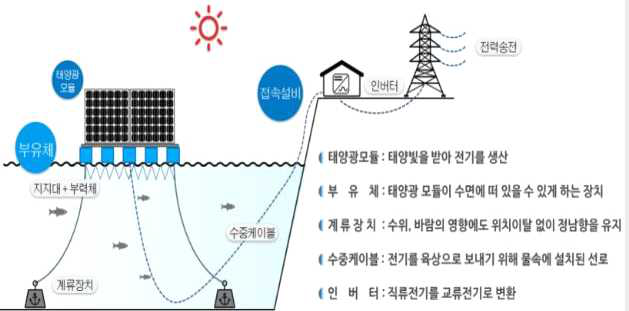 태양광
모듈
부유체
지지대 + 부력체
계류장치
수중케이블
접속설비
인버터
전력송전
태양광모듈 : 태양빛을 받아 전기를 생산
부 유 체 : 태양광 모듈이 수면에 떠 있을 수 있게 하는 장치
계 류 장 치 : 수위, 바람의 영향에도 위치이탈 없이 정남향을 유지
수중케이블 : 전기를 육상으로 보내기 위해 물속에 설치된 선로
인 버 터 : 직류전기를 교류전기로 변환